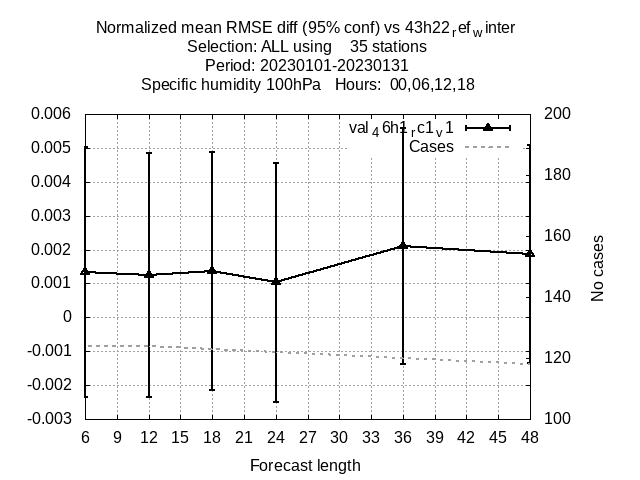 Normalized mean RMSE diff (95% conf) vs 43h22ref winter
Selection: ALL using    35 stations
Period: 20230101-20230131
Specific humidity 100hPa   Hours:  00,06,12,18
0.006
0.005
0.004
0.003
0.002
0.001
0
-0.001
-0.002
-0.003
200
180
160
140
120
100
No cases
val46h1rc1v1
Cases
6 9 12 15 18 21 24 27 30 33 36 39 42 45 48
Forecast length